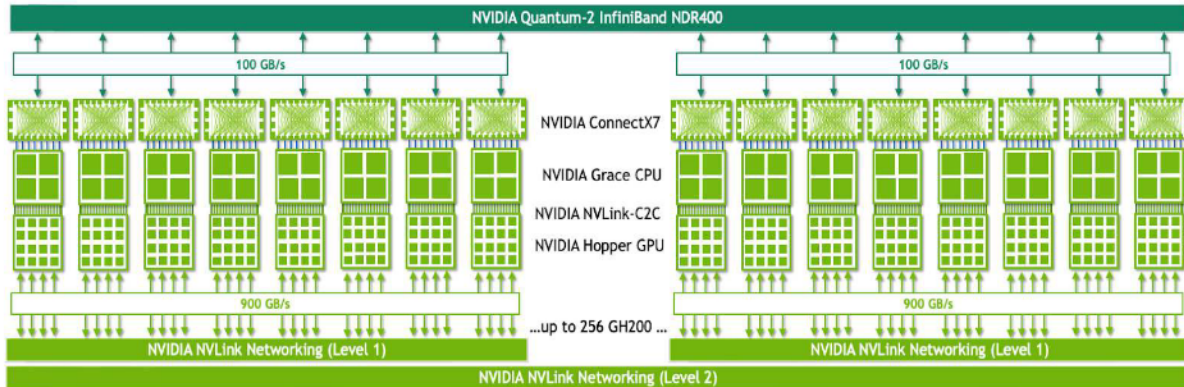 NVIDIA Quantum-2 InfiniBand NDR400
100 GB/s
100 GB/s
NVIDIA ConnectX7
NVIDIA Grace CPU
NVIDIA NVLink-C2C
NVIDIA Hopper GPU
900 GB/s
900 GB/s
...up to 256 GH200 ...
NVIDIA NVLink Networking (Level 1)
NVIDIA NVLink Networking (Level 1)
NVIDIA NVLink Networking (Level 2)